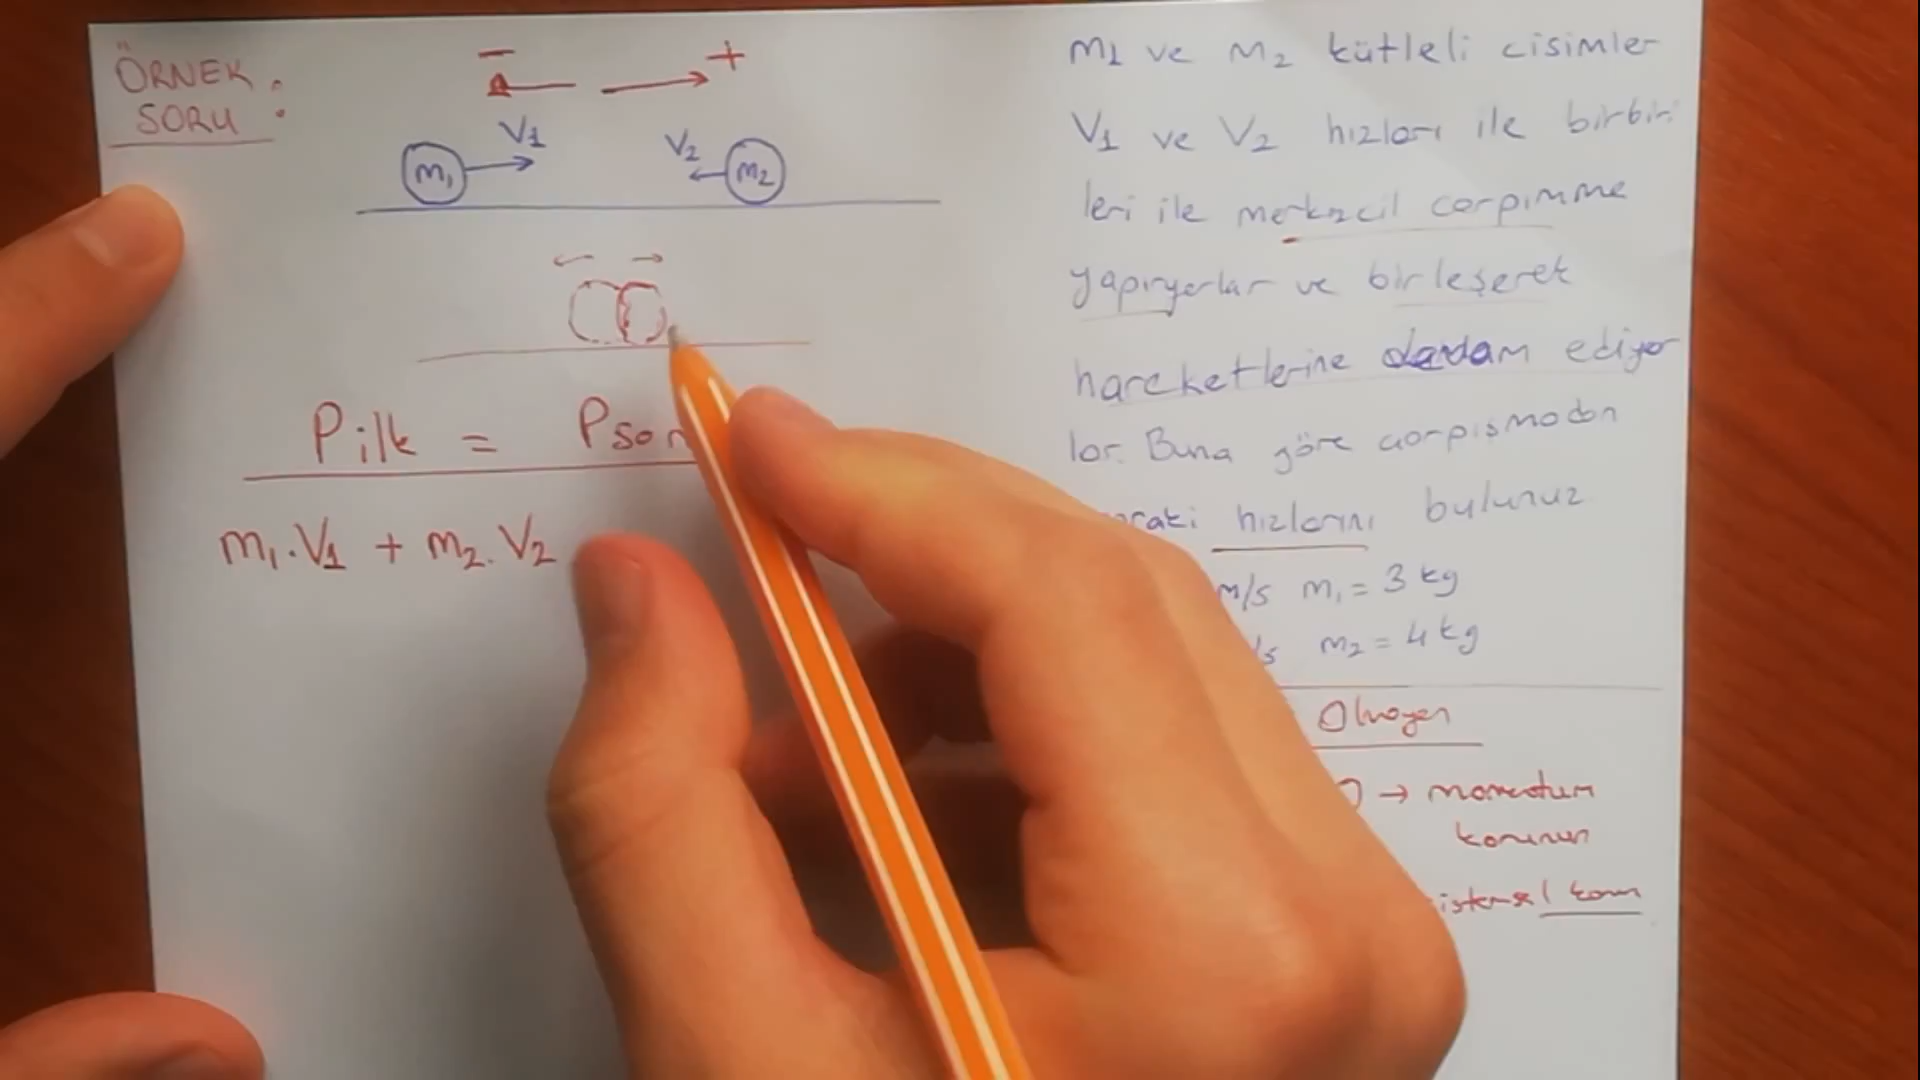 ÖRNEK :
SORU
- +
V1
V2
m1
m2
Pilk = Pson
m1.V1 + m2.V2
m1 ve m2 kütleli cisimler
V1 ve V2 hızları ile birbiri
leri ile merkezcil çarpımme
yapıyorlar ve birleşerek
hareketlerine devam ediyor
lar. Buna göre çarpışmadan
hızlarını bulunuz
m/s m1 = 3 kg
m2 = 4 kg
Olmayan
→ momentum
korunur